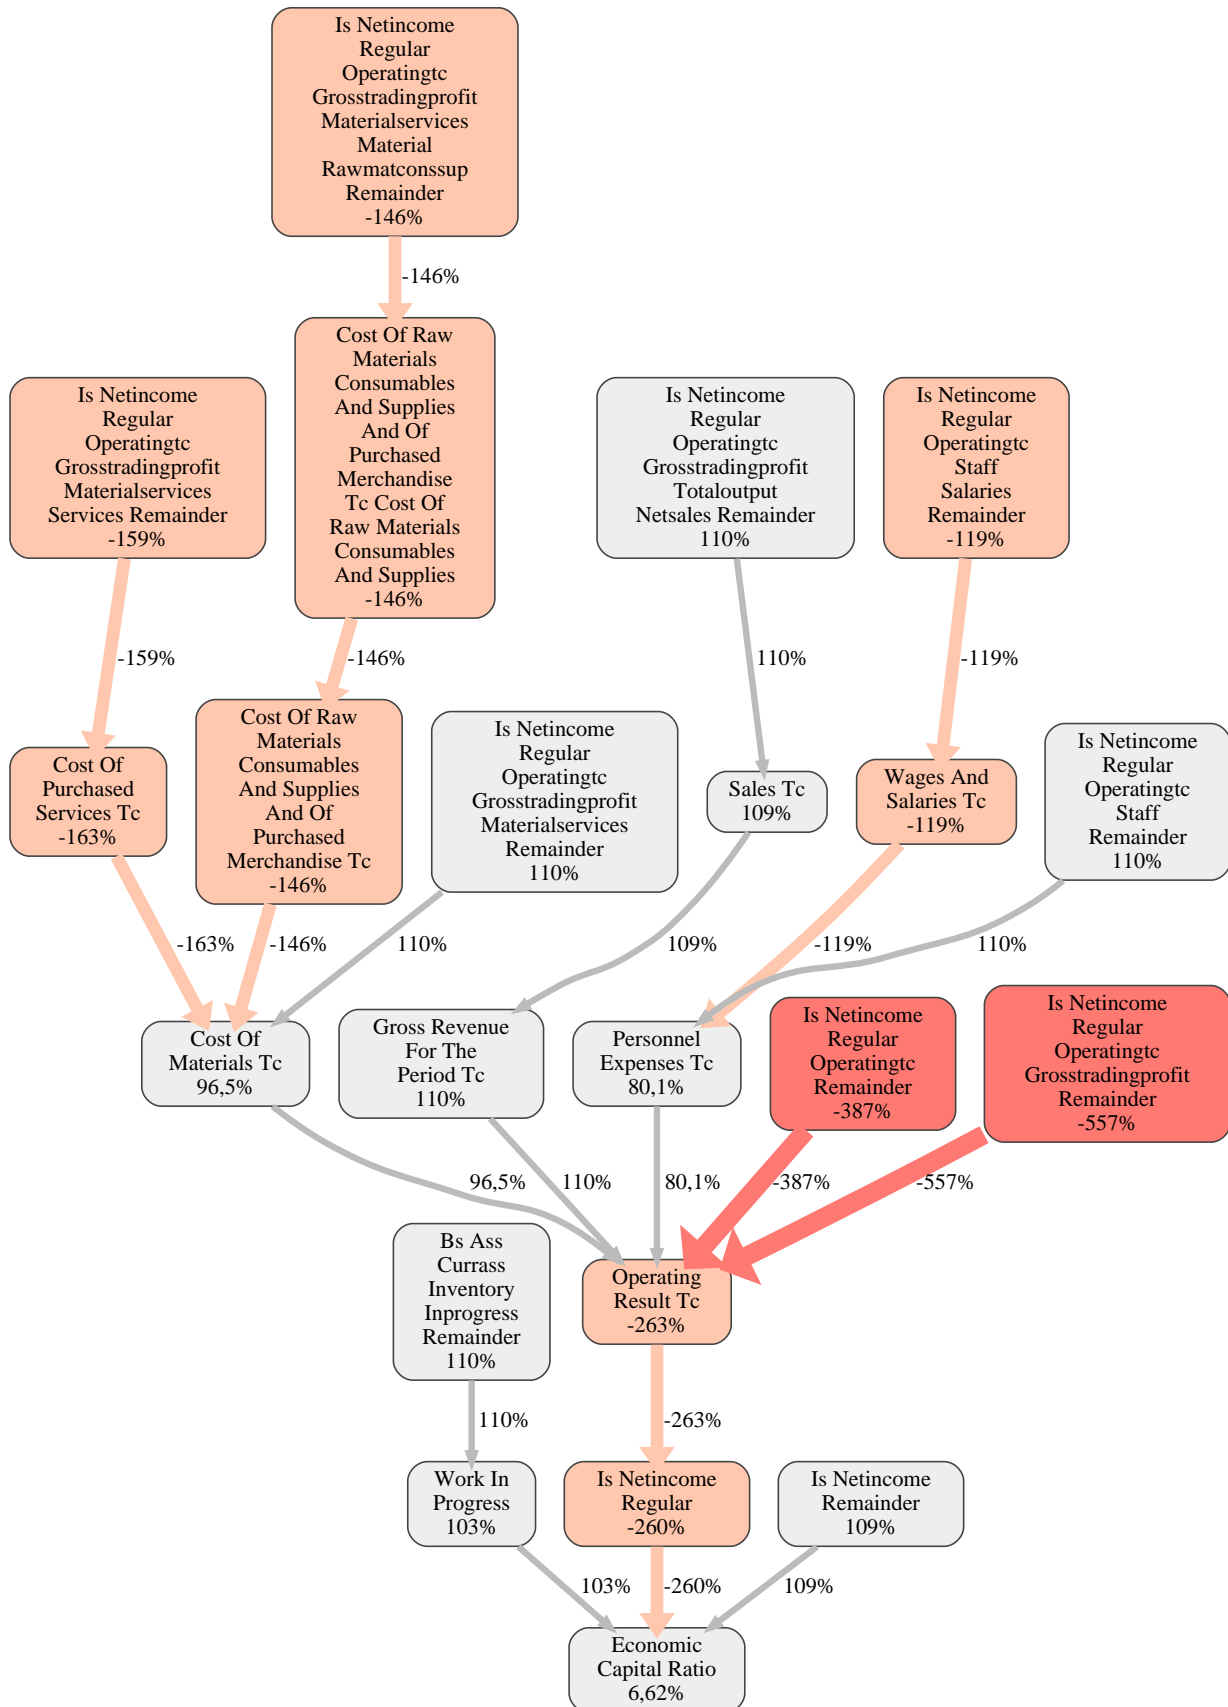 Is Netincome
Regular
Operatingtc
Grosstradingprofit
Materialservices
Material
Rawmatconssup
Remainder
-146%
-146%
Cost Of Raw
Materials
Consumables
And Supplies
And Of
Purchased
Merchandise
Tc Cost Of
Raw Materials
Consumables
And Supplies
-146%
Is Netincome
Regular
Operatingtc
Grosstradingprofit
Materialservices
Services Remainder
-159%
Is Netincome
Regular
Operatingtc
Grosstradingprofit
Totaloutput
Netsales Remainder
110%
Is Netincome
Regular
Operatingtc
Staff
Salaries
Remainder
-119%
-159%
-146%
110%
-119%
Cost Of
Purchased
Services Tc
-163%
Cost Of Raw
Materials
Consumables
And Supplies
And Of
Purchased
Merchandise Tc
-146%
Is Netincome
Regular
Operatingtc
Grosstradingprofit
Materialservices
Remainder
110%
Sales Tc
109%
Wages And
Salaries Tc
-119%
Is Netincome
Regular
Operatingtc
Staff
Remainder
110%
-163%
-146%
110%
109%
-119%
110%
Cost Of
Materials Tc
96,5%
Gross Revenue
For The
Period Tc
110%
Personnel
Expenses Tc
80,1%
Is Netincome
Regular
Operatingtc
Remainder
-387%
Is Netincome
Regular
Operatingtc
Grosstradingprofit
Remainder
-557%
96,5%
110%
80,1%
-387%
-557%
Bs Ass
Currass
Inventory
Inprogress
Remainder
110%
Operating
Result Tc
-263%
110%
-263%
Work In
Progress
103%
Is Netincome
Regular
-260%
Is Netincome
Remainder
109%
103%
-260%
109%
Economic
Capital Ratio
6,62%